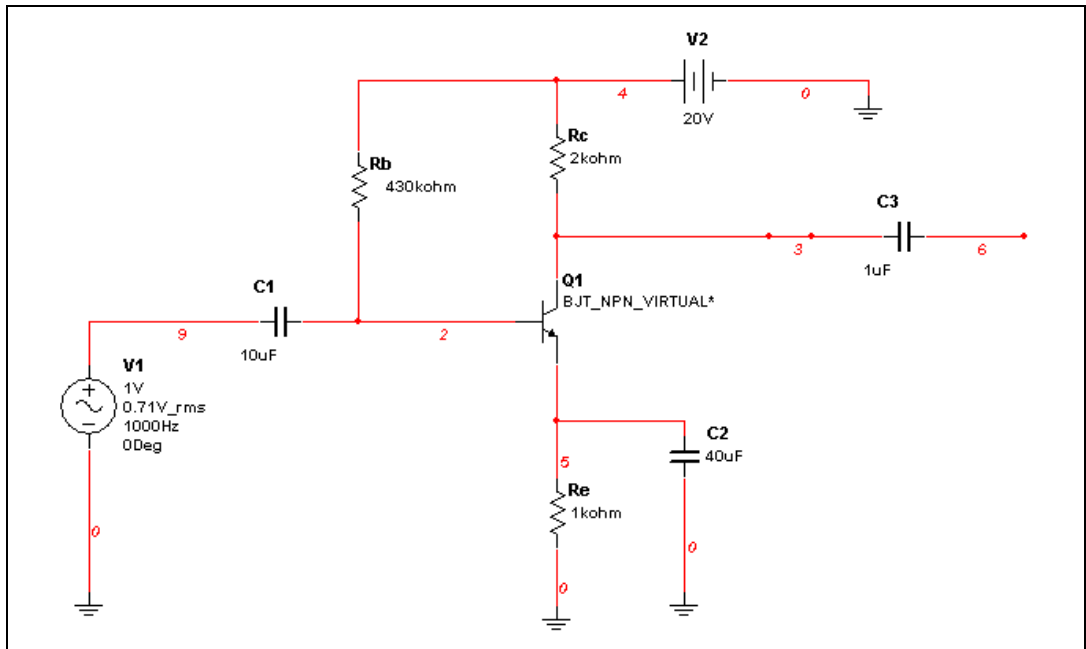 V2
4
0
20V
Rc
2kohm
Rb
430kohm
C3
3
6
1uF
Q1
BJT_NPN_VIRTUAL*
C1
9
2
10uF
V1
1V
0.71V_rms
1000Hz
0Deg
C2
40uF
5
Re
1kohm
0
0
0